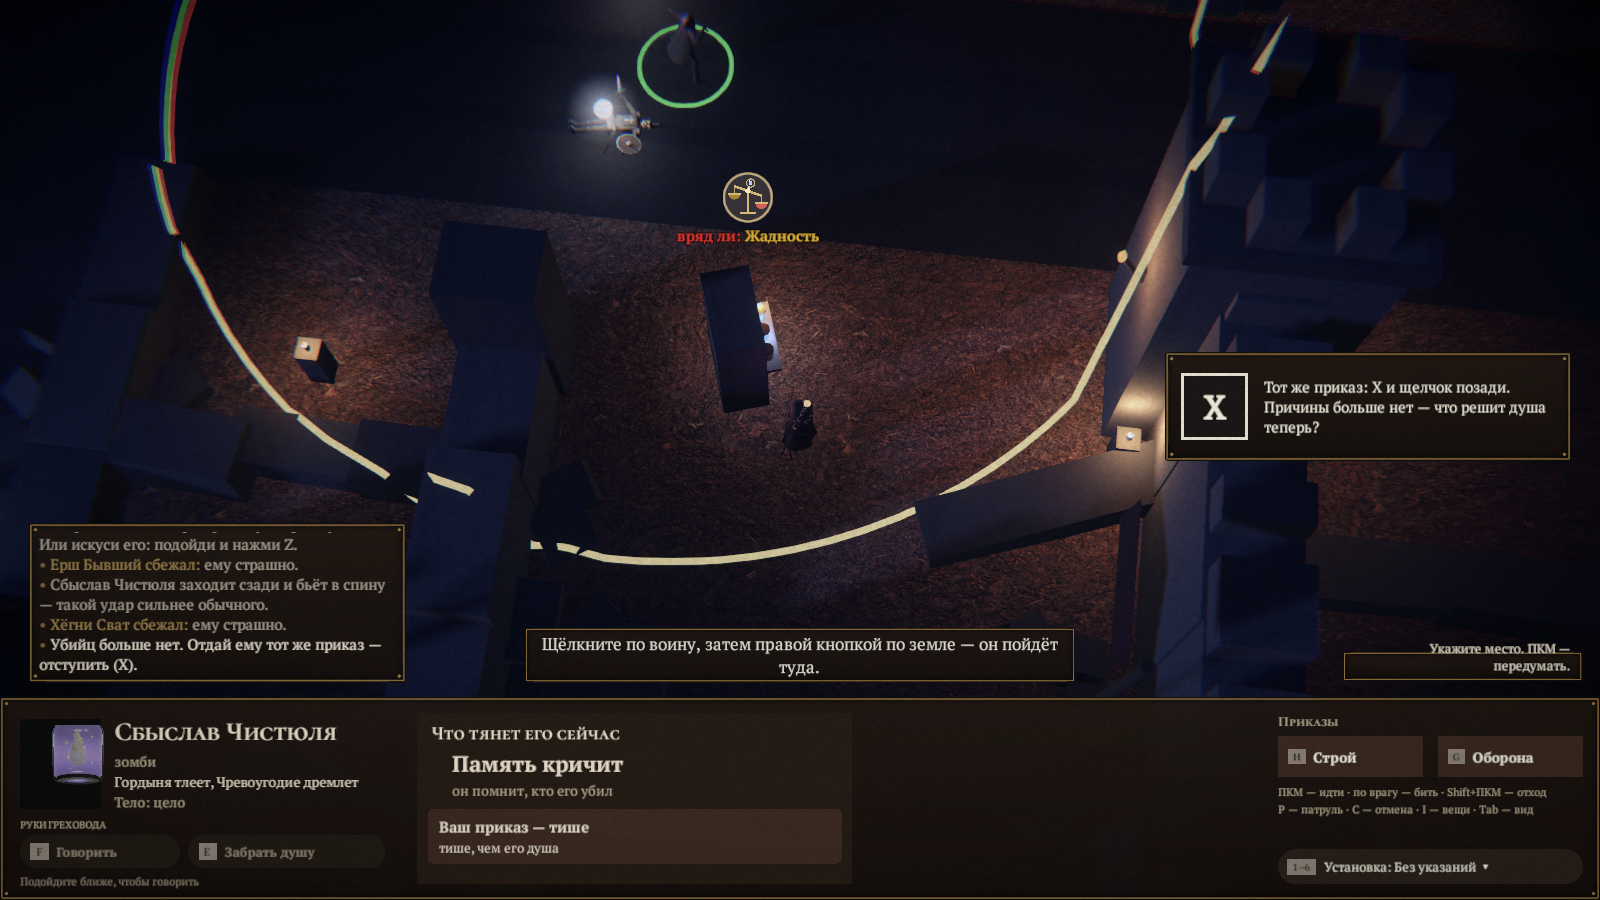 вряд ли: Жадность
X
Тот же приказ: X и щелчок позади.
Причины больше нет — что решит душа
теперь?
Или искуси его: подойди и нажми Z.
• Ерш Бывший сбежал: ему страшно.
• Сбыслав Чистюля заходит сзади и бьёт в спину
— такой удар сильнее обычного.
• Хёгни Сват сбежал: ему страшно.
• Убийц больше нет. Отдай ему тот же приказ —
отступить (X).
Щёлкните по воину, затем правой кнопкой по земле — он пойдёт
туда.
Укажите место. ПКМ —
передумать.
Сбыслав Чистюля
зомби
Гордыня тлеет, Чревоугодие дремлет
Тело: цело
РУКИ ГРЕХОВОДА
F Говорить
E Забрать душу
Подойдите ближе, чтобы говорить
Что тянет его сейчас
Память кричит
он помнит, кто его убил
Ваш приказ — тише
тише, чем его душа
Приказы
H Строй
G Оборона
ПКМ — идти · по врагу — бить · Shift+ПКМ — отход
P — патруль · C — отмена · I — вещи · Tab — вид
1–6 Установка: Без указаний ▾